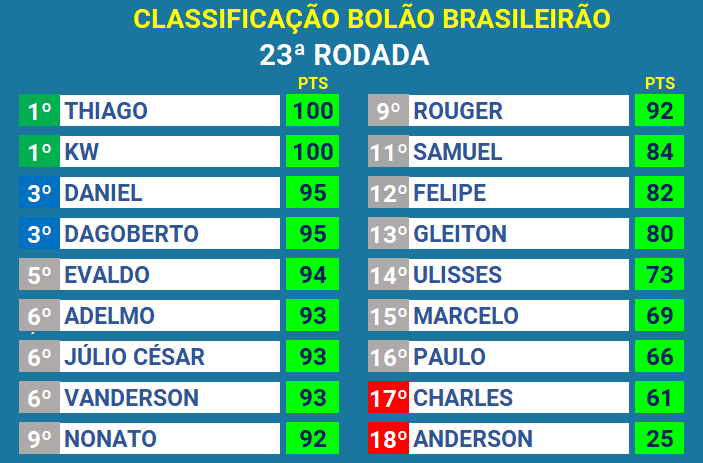 CLASSIFICAÇÃO BOLÃO BRASILEIRÃO
23ª RODADA
PTS
1º THIAGO 100
1º KW 100
3º DANIEL 95
3º DAGOBERTO 95
5º EVALDO 94
6º ADELMO 93
6º JÚLIO CÉSAR 93
6º VANDERSON 93
9º NONATO 92
PTS
9º ROUGER 92
11º SAMUEL 84
12º FELIPE 82
13º GLEITON 80
14º ULISSES 73
15º MARCELO 69
16º PAULO 66
17º CHARLES 61
18º ANDERSON 25